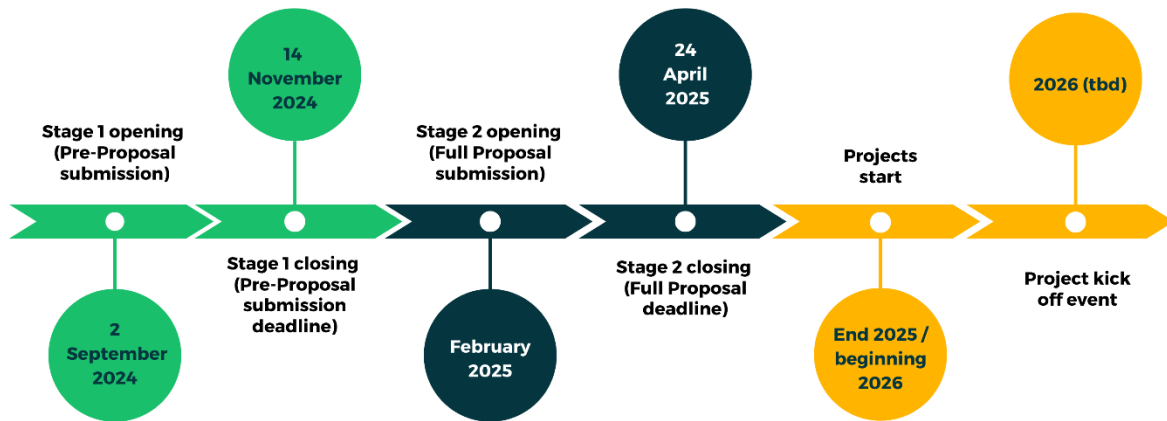 Stage 1 opening
(Pre-Proposal
submission)
2
September
2024
14
November
2024
Stage 1 closing
(Pre-Proposal
submission
deadline)
Stage 2 opening
(Full Proposal
submission)
February
2025
24
April
2025
Stage 2 closing
(Full Proposal
deadline)
Projects
start
End 2025 /
beginning
2026
2026 (tbd)
Project kick
off event